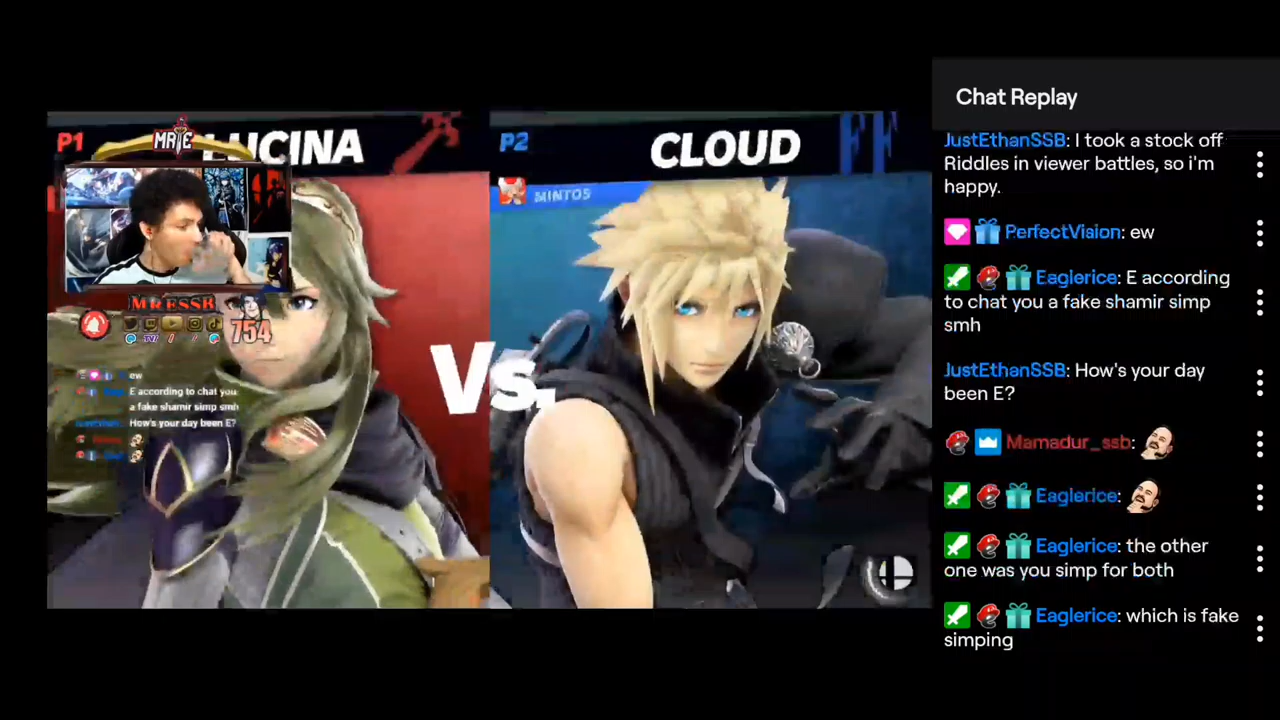 P1
LUCINA
P2
CLOUD
FF
MINTOS
MRE
MRESSB
754
TV/
ew
E according to chat you
a fake shamir simp smh
How's your day been E?
Vs.
Chat Replay
JustEthanSSB: I took a stock off
Riddles in viewer battles, so i'm
happy.
PerfectVision: ew
Eaglerice: E according
to chat you a fake shamir simp
smh
JustEthanSSB: How's your day
been E?
Mamadur_ssb:
Eaglerice:
Eaglerice: the other
one was you simp for both
Eaglerice: which is fake
simping